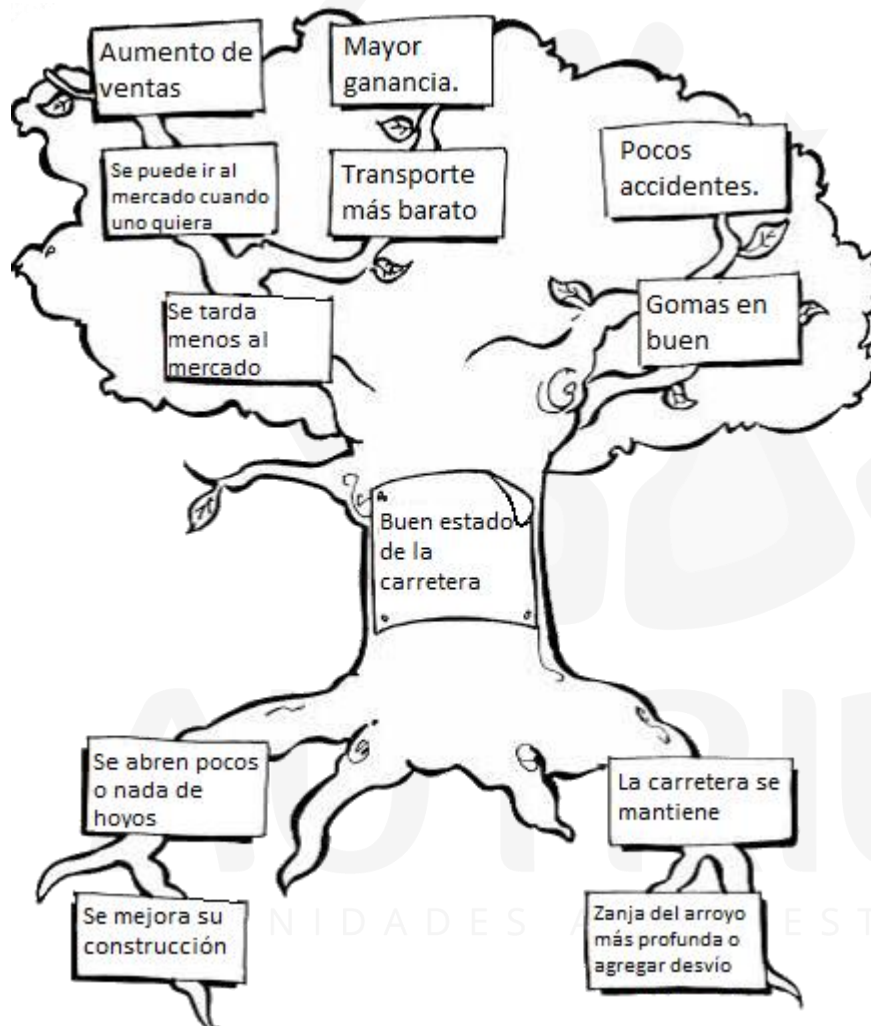 Aumento de
ventas
Mayor
ganancia.
Se puede ir al
mercado cuando
uno quiera
Transporte
más barato
Pocos
accidentes.
Se tarda
menos al
mercado
Gomas en
buen
Buen estado
de la
carretera
Se abren pocos
o nada de
hoyos
La carretera se
mantiene
Se mejora su
construcción
Zanja del arroyo
más profunda o
agregar desvío
NIDADES
EST